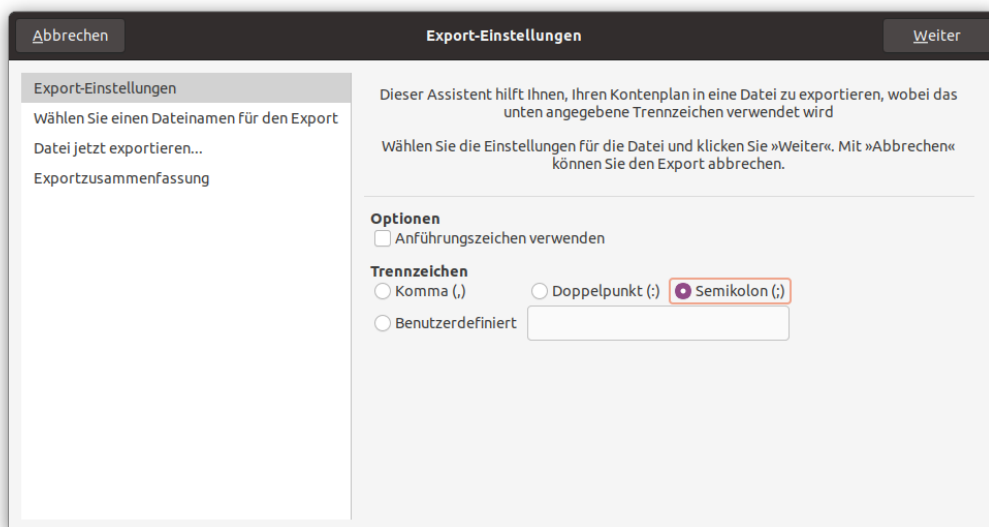 Abbrechen
Export-Einstellungen
Weiter
Export-Einstellungen
Wählen Sie einen Dateinamen für den Export
Datei jetzt exportieren...
Exportzusammenfassung
Dieser Assistent hilft Ihnen, Ihren Kontenplan in eine Datei zu exportieren, wobei das
unten angegebene Trennzeichen verwendet wird
Wählen Sie die Einstellungen für die Datei und klicken Sie »Weiter«. Mit »Abbrechen«
können Sie den Export abbrechen.
Optionen
Anführungszeichen verwenden
Trennzeichen
Komma (,)
Doppelpunkt (:)
Semikolon (;)
Benutzerdefiniert